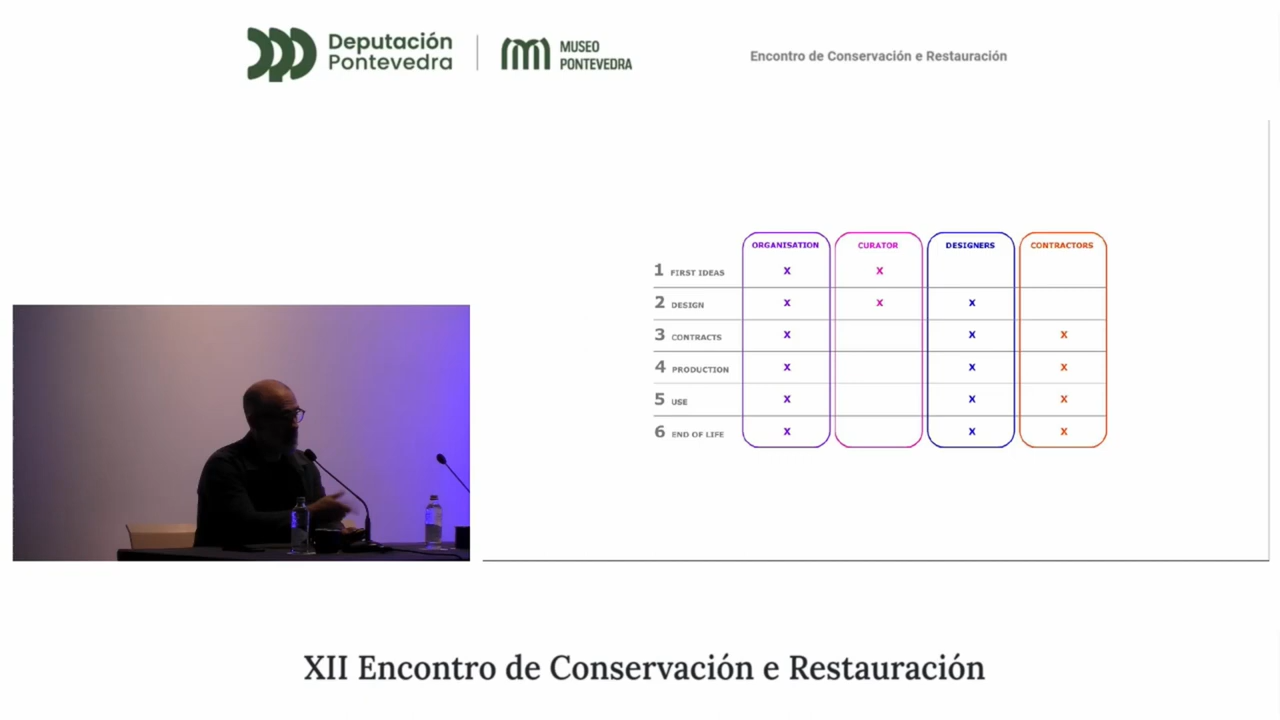 Deputación
Pontevedra
MUSEO
PONTEVEDRA
Encontro de Conservación e Restauración
ORGANISATION CURATOR DESIGNERS CONTRACTORS
1 FIRST IDEAS X X
2 DESIGN X X X
3 CONTRACTS X X X
4 PRODUCTION X X X
5 USE X X X
6 END OF LIFE X X X
XII Encontro de Conservación e Restauración